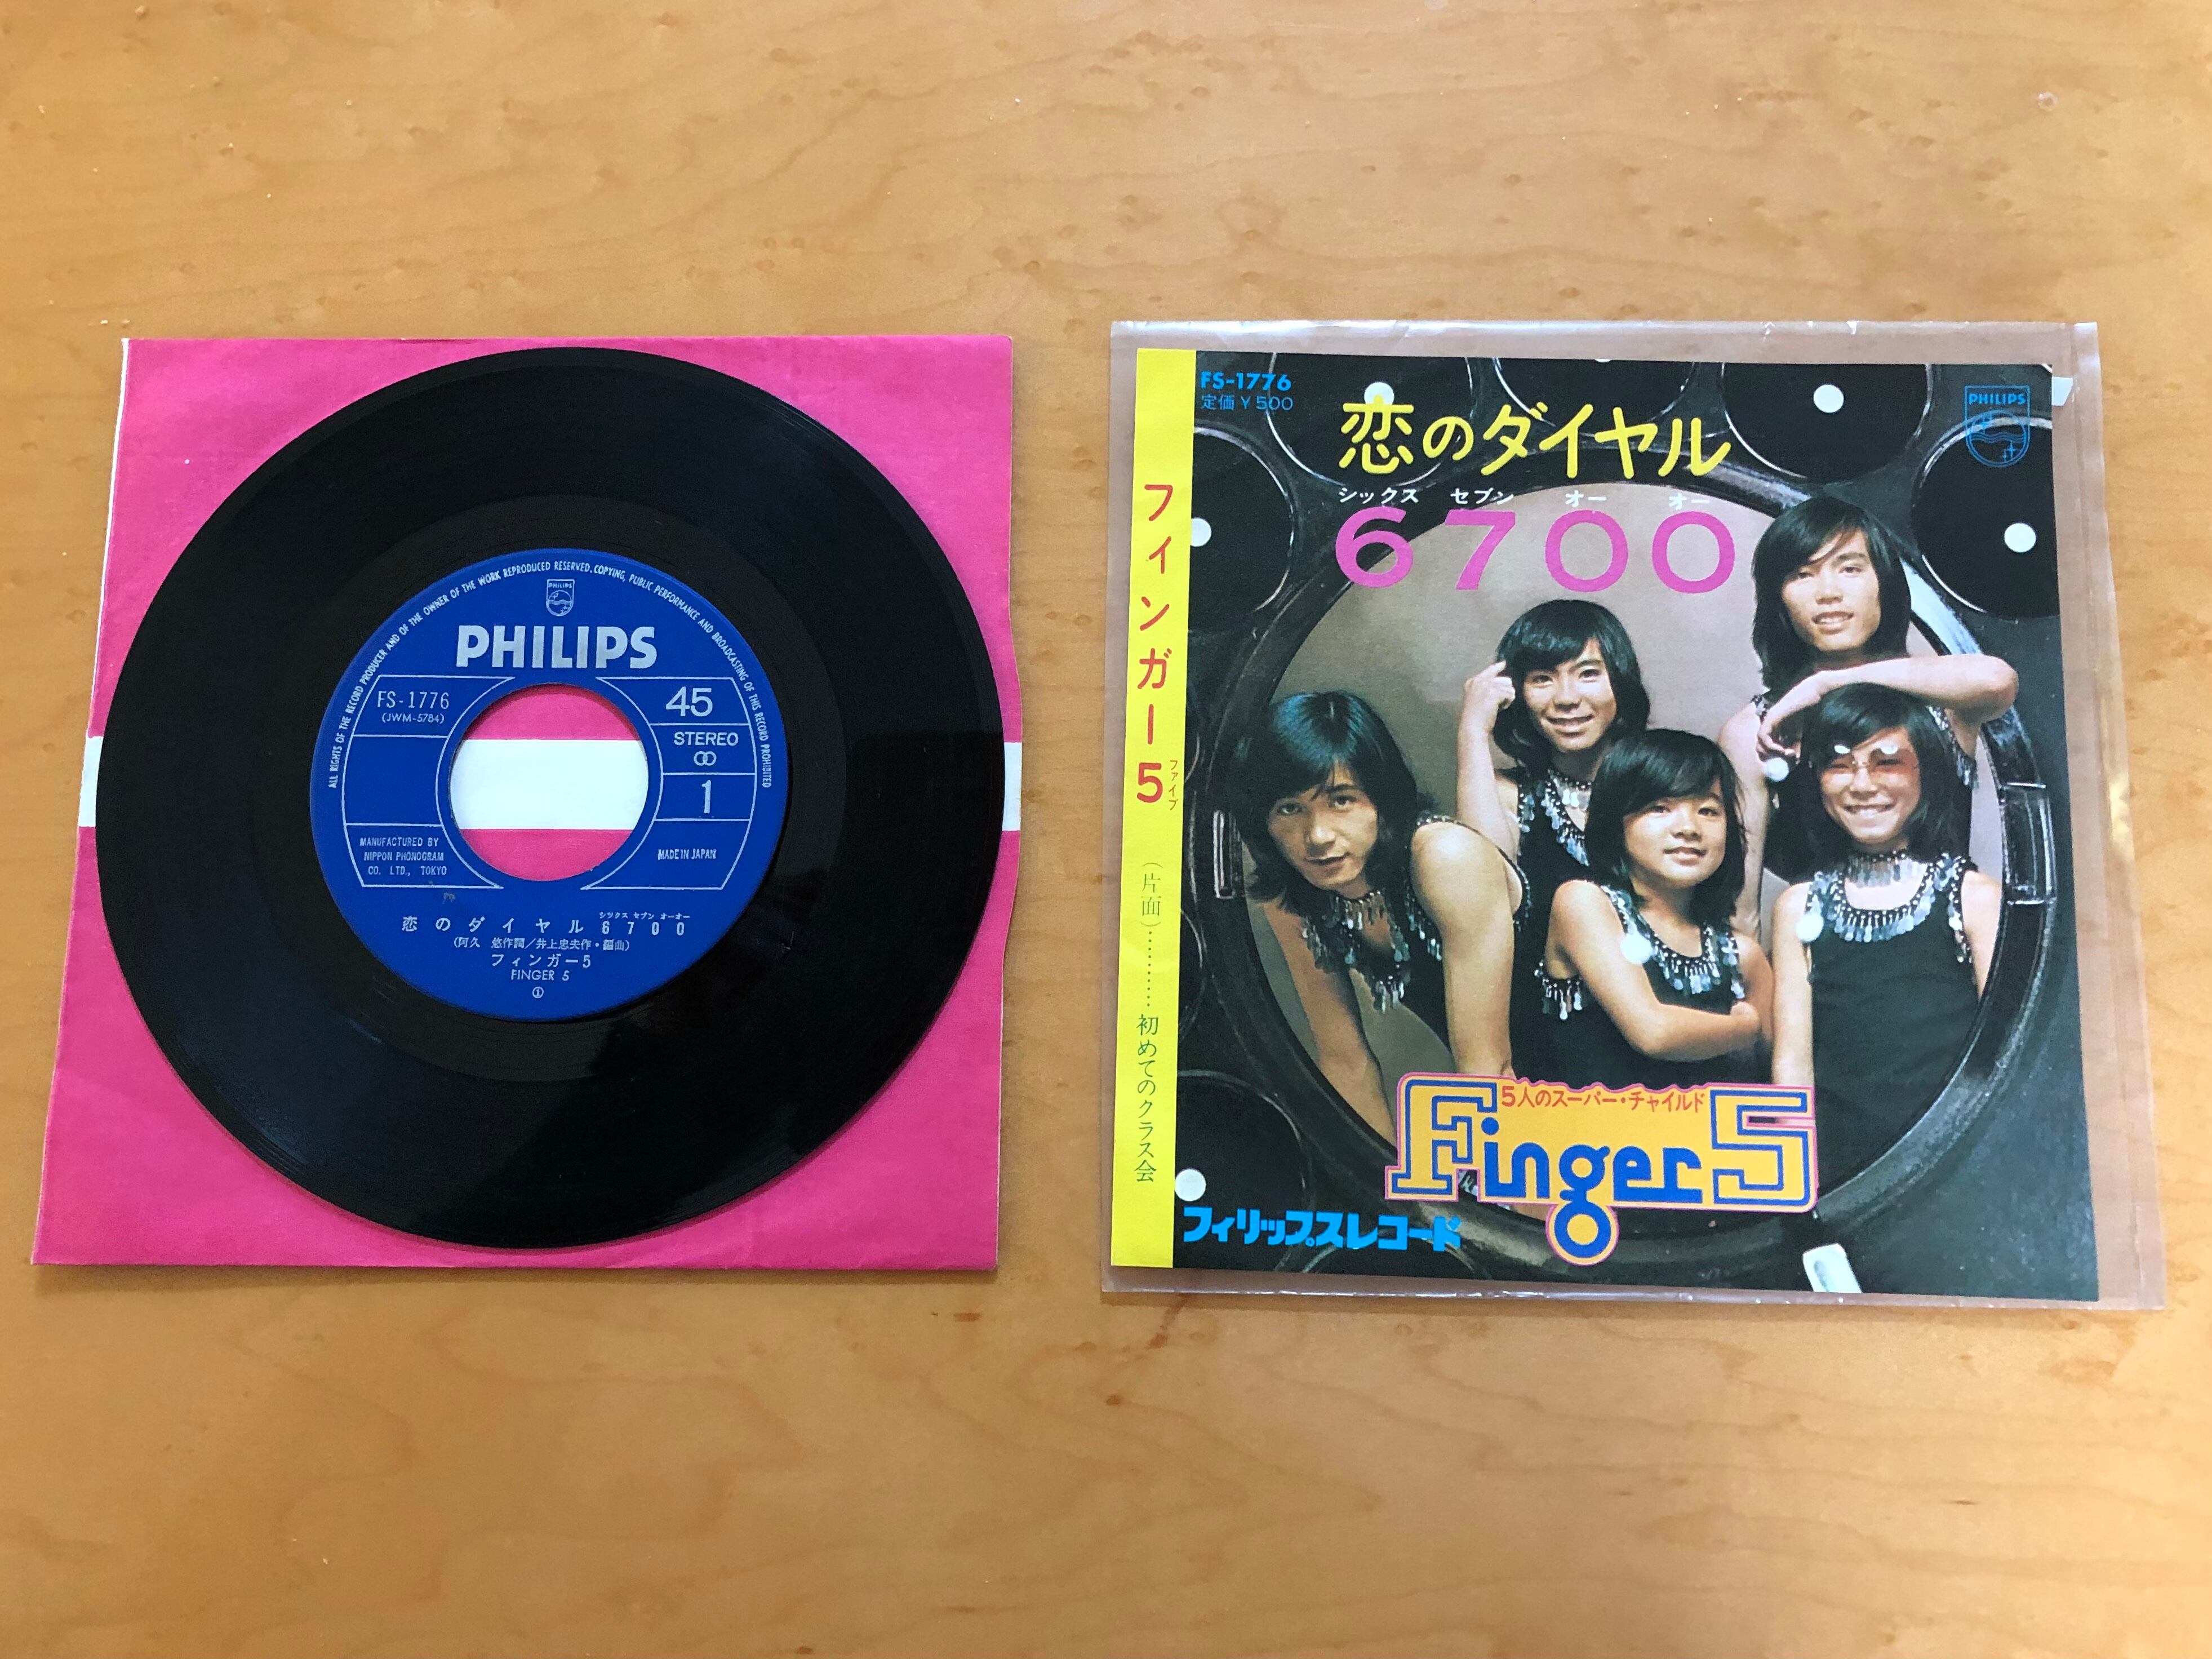 ALL RIGHTS OF THE RECORD PRODUCER AND OF THE OWNER OF THE WORK REPRODUCED RESERVED. COPYING, PUBLIC PERFORMANCE AND BROADCASTING OF THIS RECORD PROHIBITED
PHILIPS
PHILIPS
FS-1776
(JWM-5784)
45
STEREO
1
MANUFACTURED BY
NIPPON PHONOGRAM
CO. LTD., TOKYO
MADE IN JAPAN
シックス セブン オーオー
恋のダイヤル6700
(阿久 悠作詞/井上忠夫作・編曲)
フィンガー5
FINGER 5
①
フィンガー5
ファイブ
(片面)…………初めてのクラス会
FS-1776
定価¥500
PHILIPS
恋のダイヤル
シックス セブン オー オー
6700
5人のスーパー・チャイルド
Finger5
フィリップスレコード